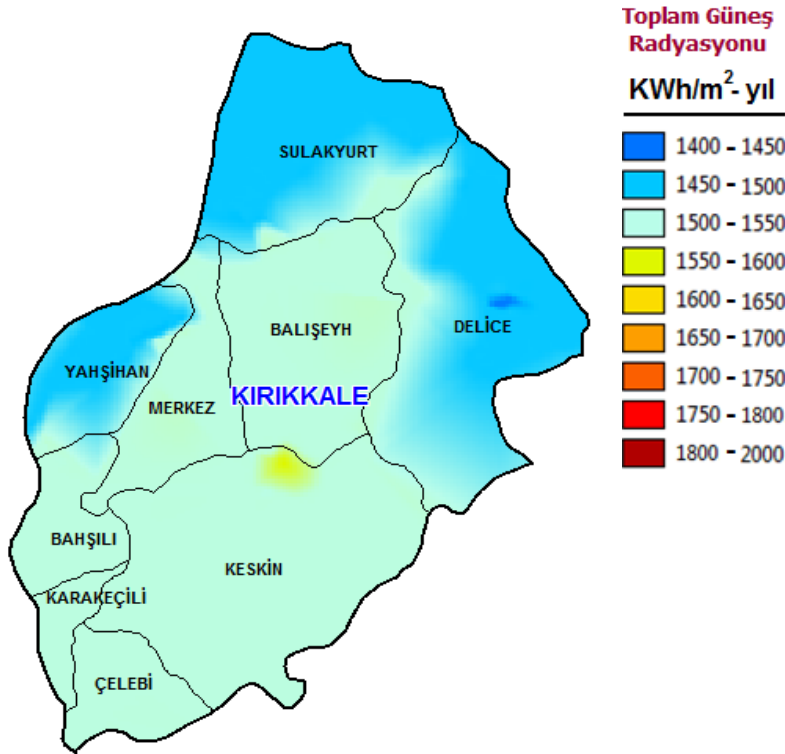 Toplam Güneş
Radyasyonu
KWh/m²- yıl
1400 - 1450
1450 - 1500
1500 - 1550
1550 - 1600
1600 - 1650
1650 - 1700
1700 - 1750
1750 - 1800
1800 - 2000
SULAKYURT
BALIŞEYH
DELİCE
YAHŞİHAN
KIRIKKALE
MERKEZ
BAHŞILI
KESKİN
KARAKEÇİLİ
ÇELEBİ